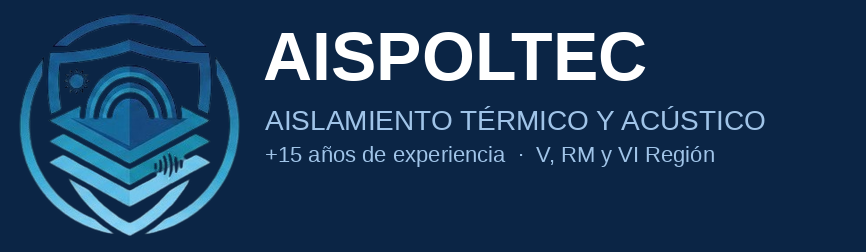 AISPOLTEC
AISLAMIENTO TÉRMICO Y ACÚSTICO
+15 años de experiencia · V, RM y VI Región